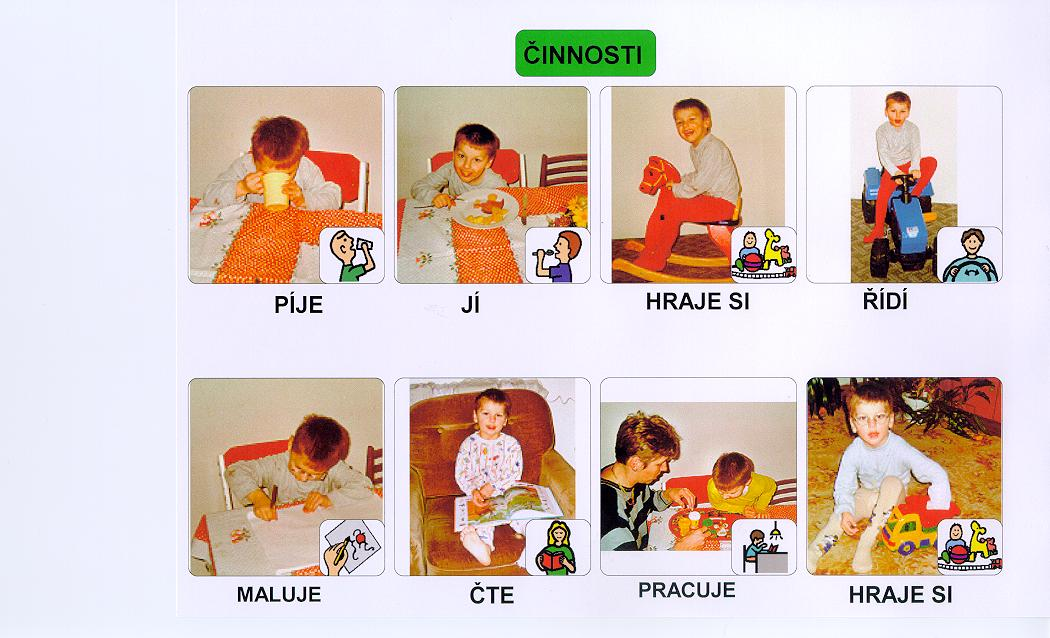 ČINNOSTI
PÍJE
JÍ
HRAJE SI
ŘÍDÍ
MALUJE
ČTE
PRACUJE
HRAJE SI